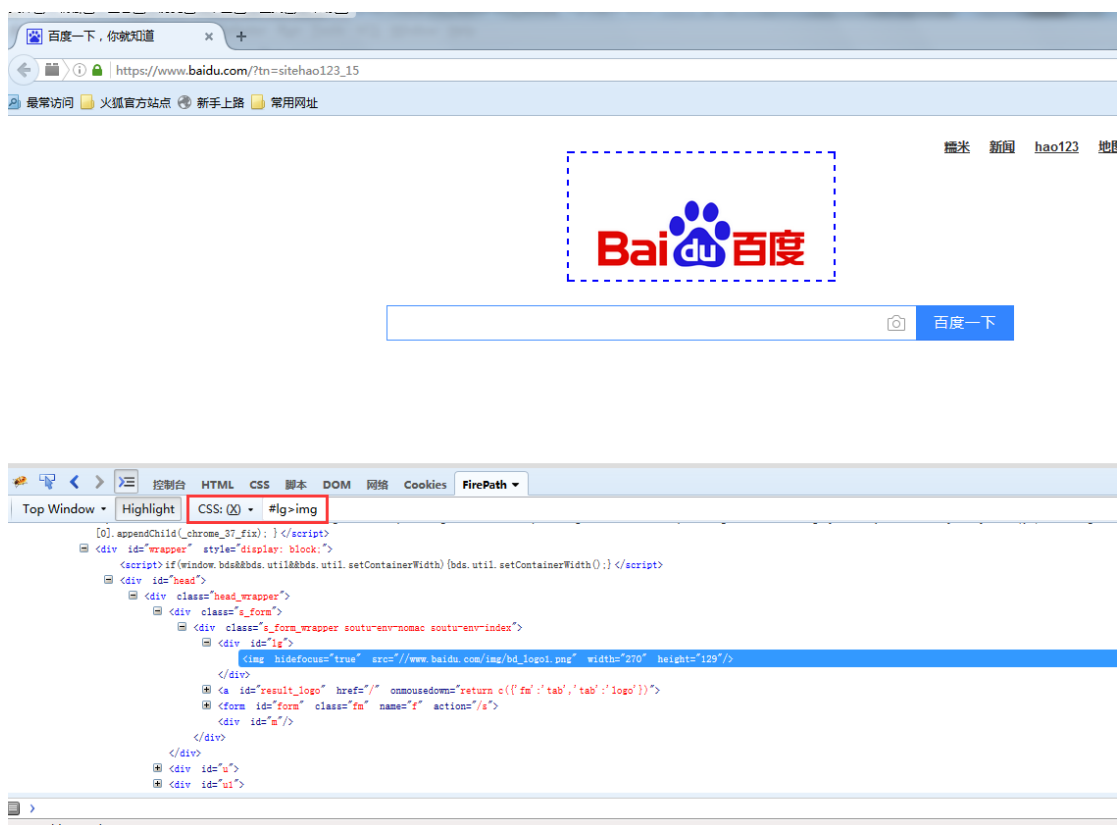 百度一下，你就知道 × +
https://www.baidu.com/?tn=sitehao123_15
最常访问 火狐官方站点 新手上路 常用网址
糯米 新闻 hao123
Bai du 百度
百度一下
控制台 HTML CSS 脚本 DOM 网络 Cookies FirePath
Top Window Highlight CSS: (X) #lg>img
[0].appendChild(_chrome_37_fix); } </script>
<div id="wrapper" style="display: block;">
<script>if(window.bds&&bds.util&&bds.util.setContainerWidth){bds.util.setContainerWidth();}</script>
<div id="head">
<div class="head_wrapper">
<div class="s_form">
<div class="s_form_wrapper soutu-env-nomac soutu-env-index">
<div id="lg">
<img hidefocus="true" src="//www.baidu.com/img/bd_logo1.png" width="270" height="129"/>
</div>
<a id="result_logo" href="/" onmousedown="return c({'fm':'tab','tab':'logo'})">
<form id="form" class="fm" name="f" action="/s">
<div id="m"/>
</div>
</div>
<div id="u">
<div id="u1">